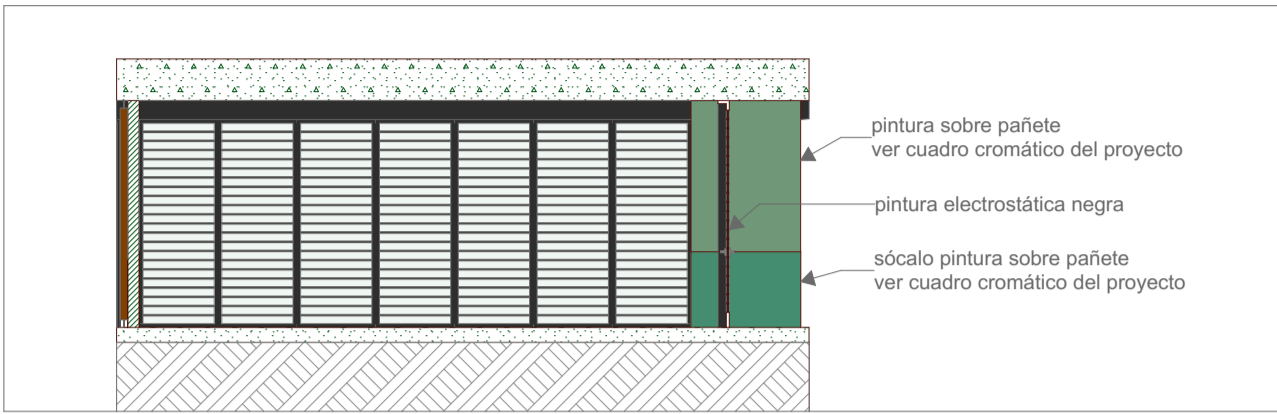 pintura sobre pañete
ver cuadro cromático del proyecto
pintura electrostática negra
sócalo pintura sobre pañete
ver cuadro cromático del proyecto